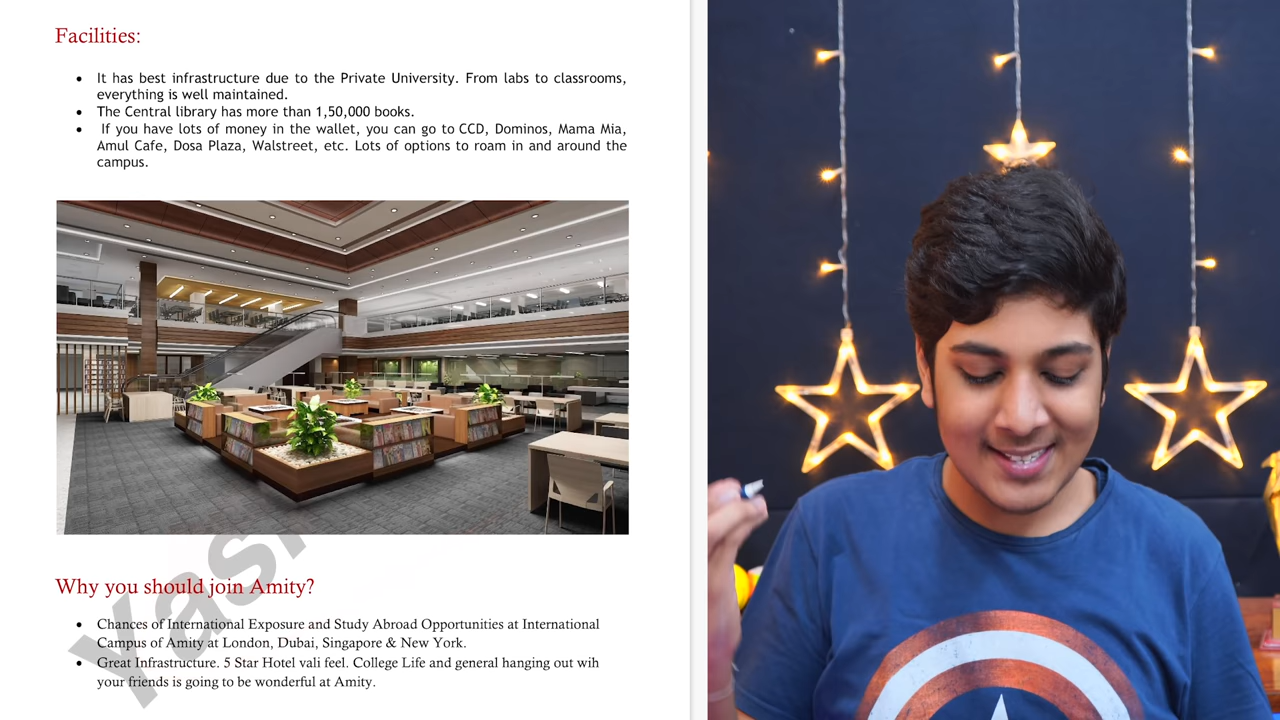 Facilities:
It has best infrastructure due to the Private University. From labs to classrooms,
everything is well maintained.
The Central library has more than 1,50,000 books.
If you have lots of money in the wallet, you can go to CCD, Dominos, Mama Mia,
Amul Cafe, Dosa Plaza, Walstreet, etc. Lots of options to roam in and around the
campus.
Why you should join Amity?
Chances of International Exposure and Study Abroad Opportunities at International
Campus of Amity at London, Dubai, Singapore & New York.
Great Infrastructure. 5 Star Hotel vali feel. College Life and general hanging out wih
your friends is going to be wonderful at Amity.